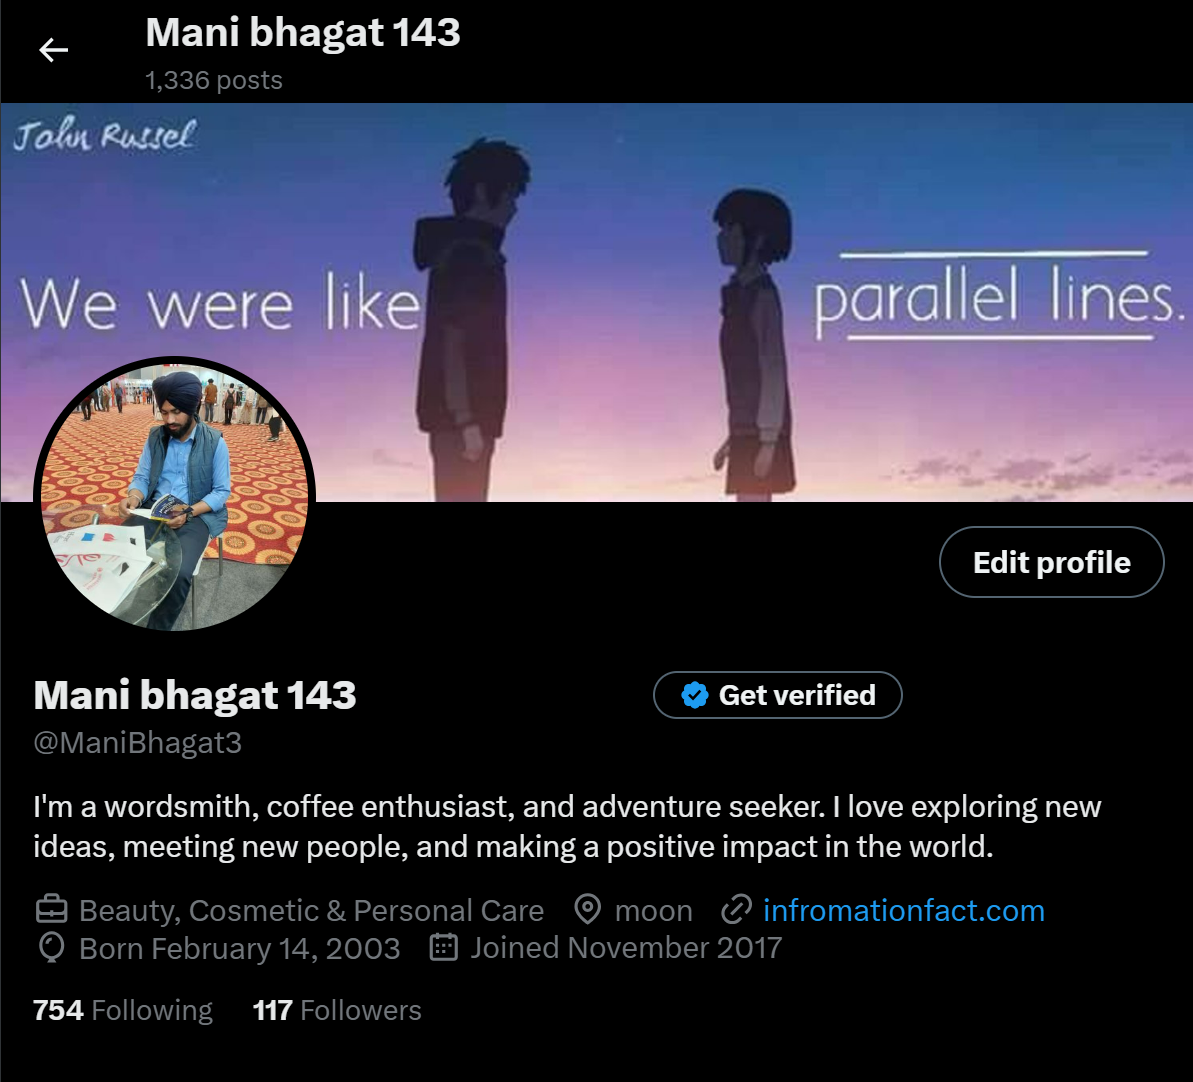 Mani bhagat 143
1,336 posts
John Russel
We were like parallel lines.
Edit profile
Mani bhagat 143
Get verified
@ManiBhagat3
I'm a wordsmith, coffee enthusiast, and adventure seeker. I love exploring new
ideas, meeting new people, and making a positive impact in the world.
Beauty, Cosmetic & Personal Care moon infromationfact.com
Born February 14, 2003 Joined November 2017
754 Following 117 Followers